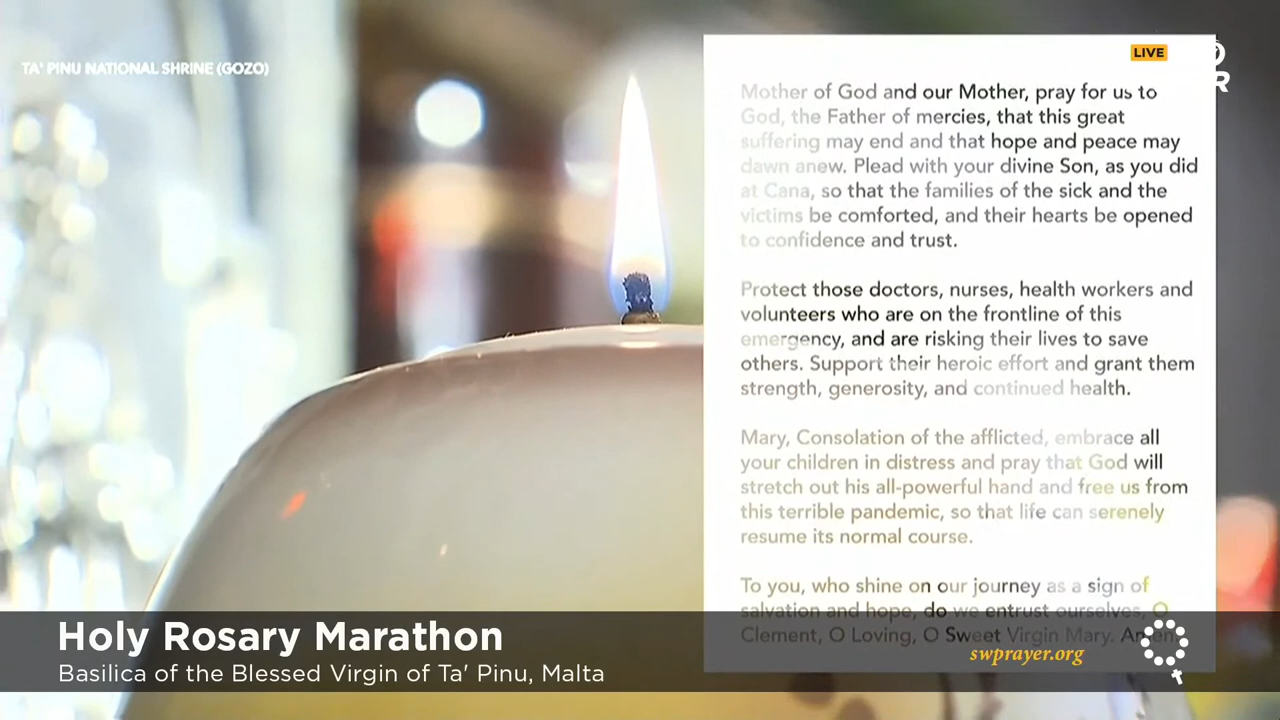 TA' PINU NATIONAL SHRINE (GOZO)
LIVE
Mother of God and our Mother, pray for us to
God, the Father of mercies, that this great
suffering may end and that hope and peace may
dawn anew. Plead with your divine Son, as you did
at Cana, so that the families of the sick and the
victims be comforted, and their hearts be opened
to confidence and trust.
Protect those doctors, nurses, health workers and
volunteers who are on the frontline of this
emergency, and are risking their lives to save
others. Support their heroic effort and grant them
strength, generosity, and continued health.
Mary, Consolation of the afflicted, embrace all
your children in distress and pray that God will
stretch out his all-powerful hand and free us from
this terrible pandemic, so that life can serenely
resume its normal course.
To you, who shine on our journey as a sign of
salvation and hope, do we entrust ourselves, O
Clement, O Loving, O Sweet Virgin Mary. Amen.
Holy Rosary Marathon
Basilica of the Blessed Virgin of Ta' Pinu, Malta
swprayer.org